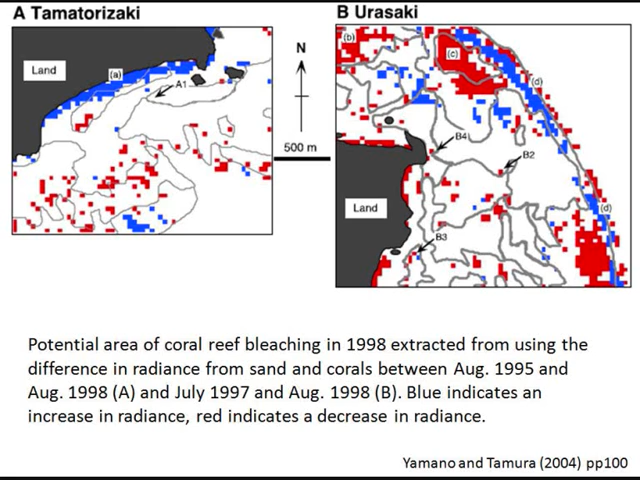 A Tamatorizaki
B Urasaki
Land
(a)
A1
N
500 m
(b)
(c)
(d)
B4
B2
Land
(d)
B3
Potential area of coral reef bleaching in 1998 extracted from using the
difference in radiance from sand and corals between Aug. 1995 and
Aug. 1998 (A) and July 1997 and Aug. 1998 (B). Blue indicates an
increase in radiance, red indicates a decrease in radiance.
Yamano and Tamura (2004) pp100